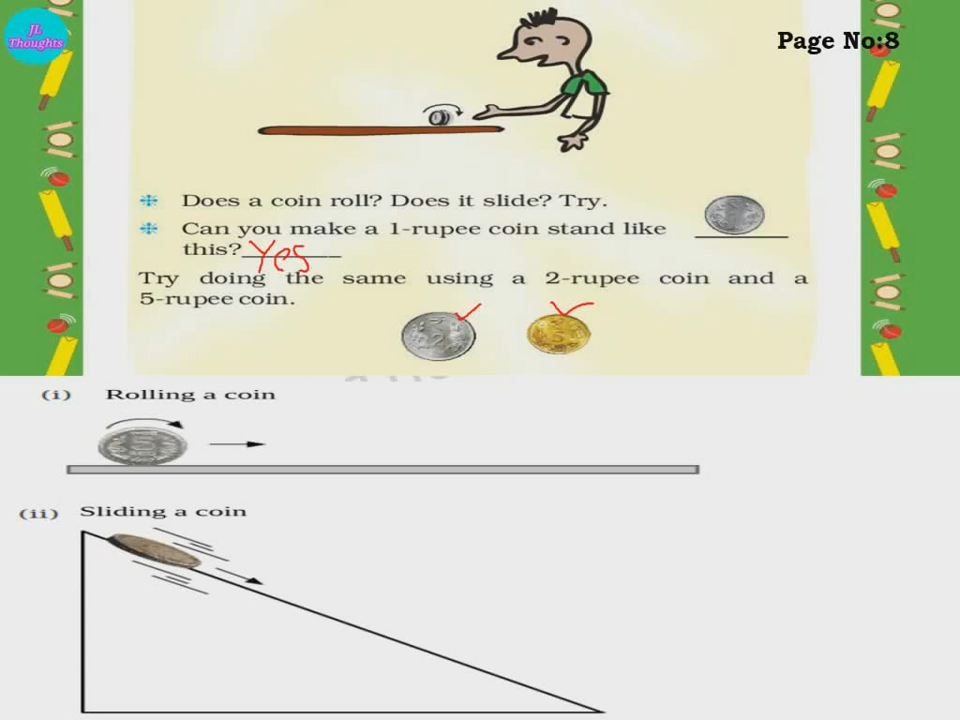 JL
Thoughts
Page No:8
Does a coin roll? Does it slide? Try.
Can you make a 1-rupee coin stand like
this? Yes
Try doing the same using a 2-rupee coin and a
5-rupee coin.
(i) Rolling a coin
(ii) Sliding a coin